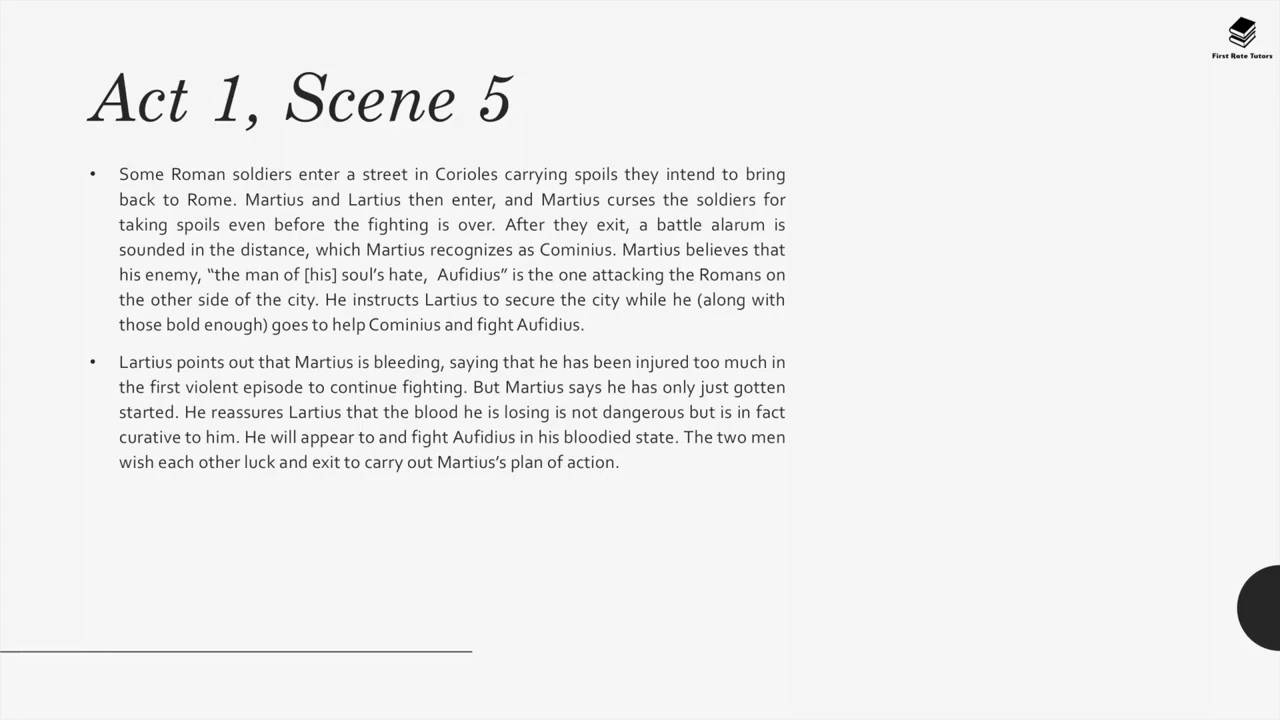 First Rate Tutors
Act 1, Scene 5
• Some Roman soldiers enter a street in Corioles carrying spoils they intend to bring
back to Rome. Martius and Lartius then enter, and Martius curses the soldiers for
taking spoils even before the fighting is over. After they exit, a battle alarum is
sounded in the distance, which Martius recognizes as Cominius. Martius believes that
his enemy, “the man of [his] soul’s hate, Aufidius” is the one attacking the Romans on
the other side of the city. He instructs Lartius to secure the city while he (along with
those bold enough) goes to help Cominius and fight Aufidius.
• Lartius points out that Martius is bleeding, saying that he has been injured too much in
the first violent episode to continue fighting. But Martius says he has only just gotten
started. He reassures Lartius that the blood he is losing is not dangerous but is in fact
curative to him. He will appear to and fight Aufidius in his bloodied state. The two men
wish each other luck and exit to carry out Martius’s plan of action.